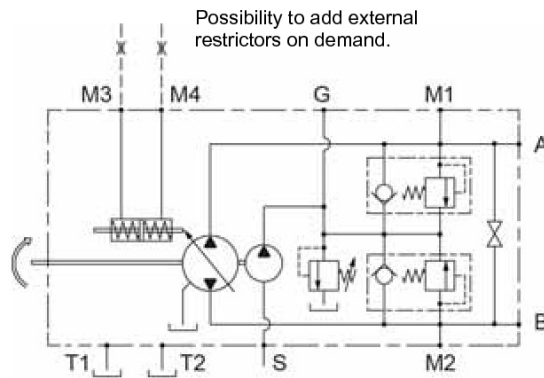 Possibility to add external
restrictors on demand.
M3 M4 G M1
A
B
T1 T2 S M2